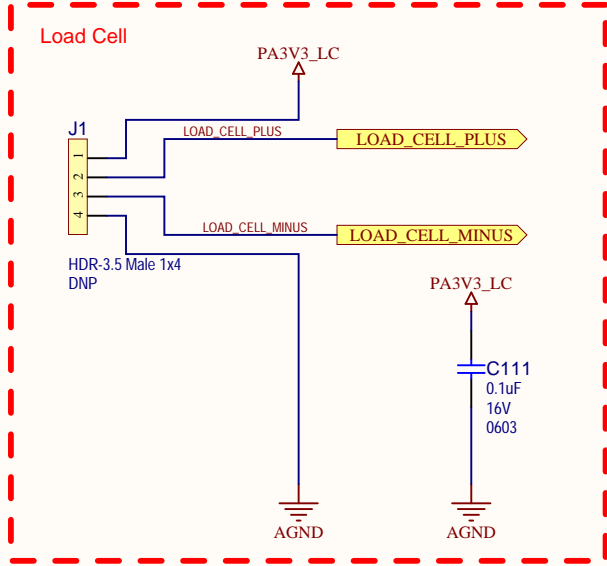 Load Cell
PA3V3_LC
J1
1
2
3
4
LOAD_CELL_PLUS
LOAD_CELL_PLUS
LOAD_CELL_MINUS
LOAD_CELL_MINUS
HDR-3.5 Male 1x4
DNP
PA3V3_LC
C111
0.1uF
16V
0603
AGND
AGND